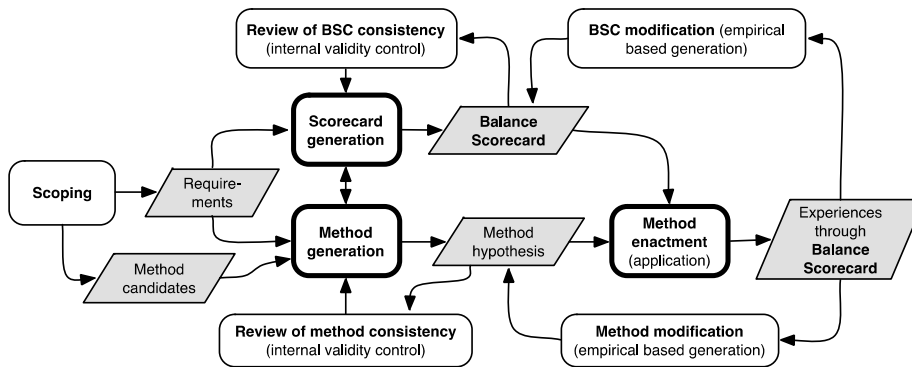 Review of BSC consistency
(internal validity control)
BSC modification (empirical
based generation)
Scorecard
generation
Balance
Scorecard
Scoping
Require-
ments
Method
generation
Method
hypothesis
Method
enactment
(application)
Experiences
through
Balance
Scorecard
Method
candidates
Review of method consistency
(internal validity control)
Method modification
(empirical based generation)